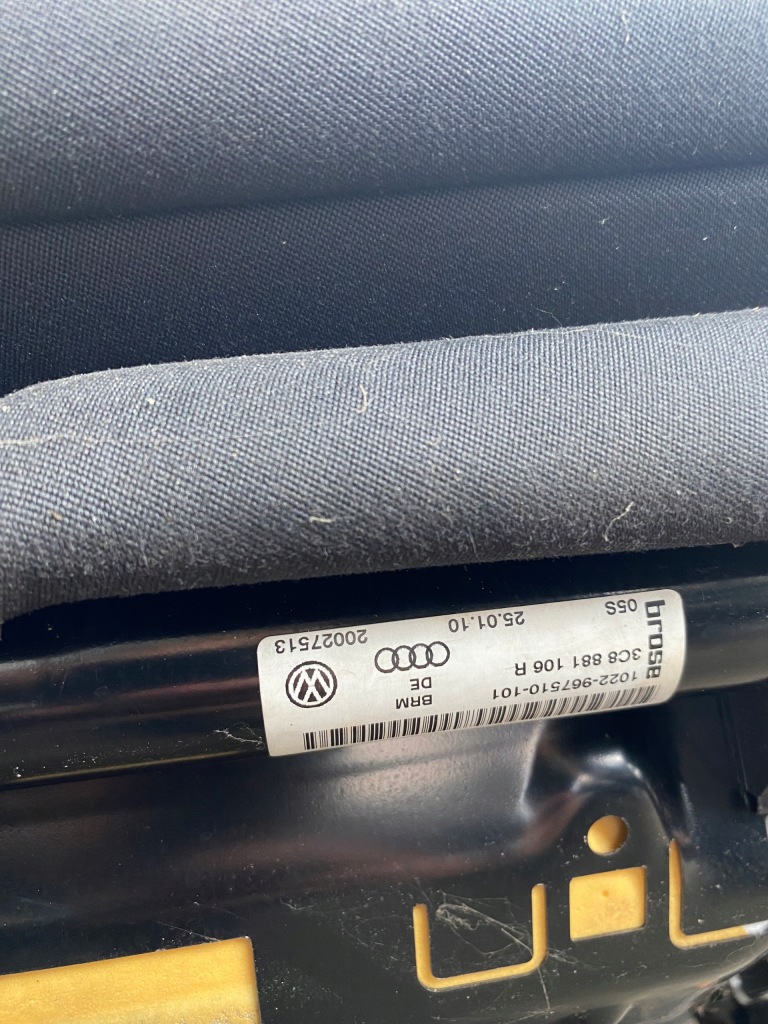 1022-967510-101
3C8 881 106 R
05S
brose
BRM
DE
25.01.10
20027513